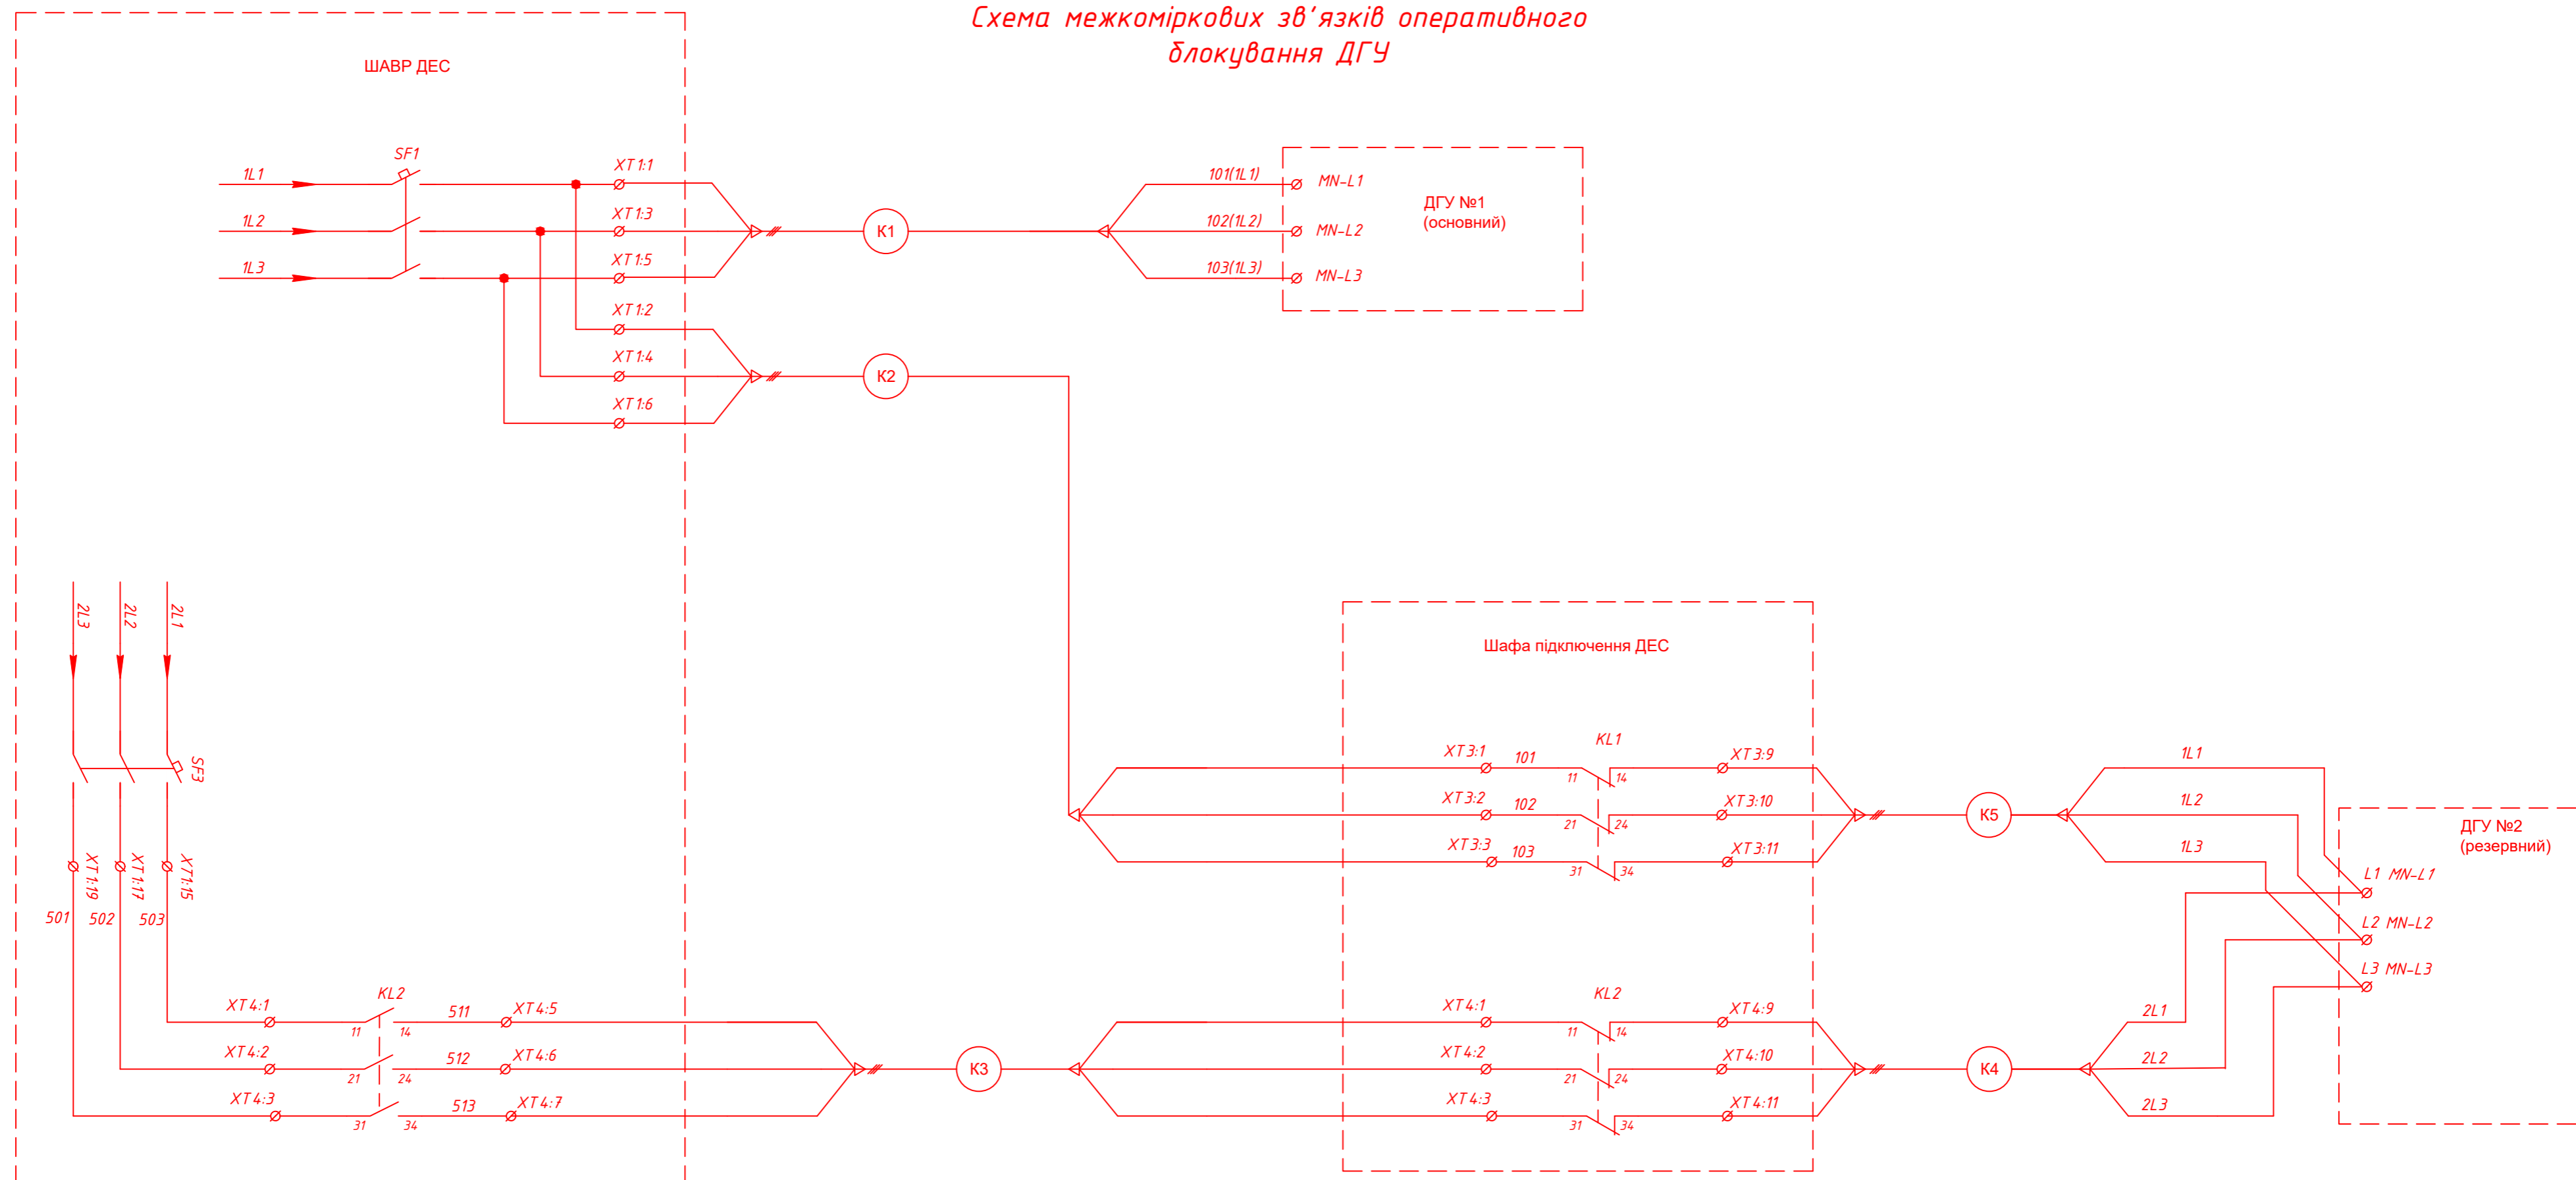 Схема межкоміркових зв'язків оперативного
блокування ДГУ
ШАВР ДЕС
SF1
1L1
1L2
1L3
XT1:1
XT1:3
XT1:5
XT1:2
XT1:4
XT1:6
К1
К2
101(1L1)
102(1L2)
103(1L3)
MN-L1
MN-L2
MN-L3
ДГУ №1
(основний)
2L3
2L2
2L1
SF3
XT1:19
XT1:17
XT1:15
501
502
503
XT4:1
XT4:2
XT4:3
KL2
11
14
21
24
31
34
511
512
513
XT4:5
XT4:6
XT4:7
К3
Шафа підключення ДЕС
XT3:1
101
XT3:2
102
XT3:3
103
KL1
11
14
21
24
31
34
XT3:9
XT3:10
XT3:11
К5
1L1
1L2
1L3
XT4:1
XT4:2
XT4:3
KL2
11
14
21
24
31
34
XT4:9
XT4:10
XT4:11
К4
2L1
2L2
2L3
ДГУ №2
(резервний)
L1 MN-L1
L2 MN-L2
L3 MN-L3